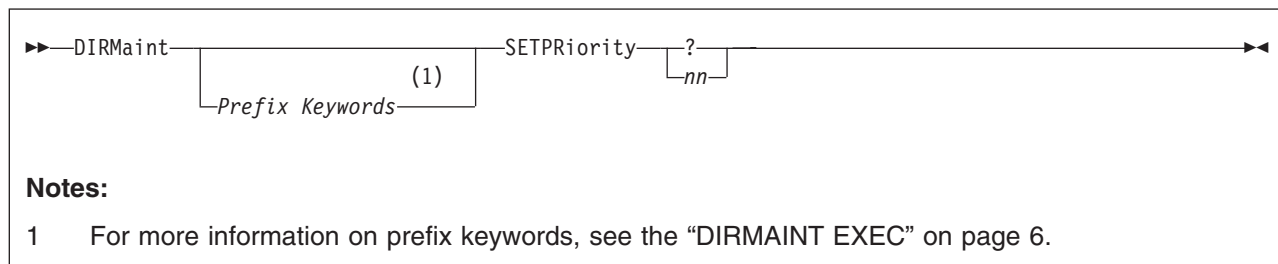 DIRMaint SETPRiority ?
(1) nn
Prefix Keywords
Notes:
1 For more information on prefix keywords, see the “DIRMAINT EXEC” on page 6.